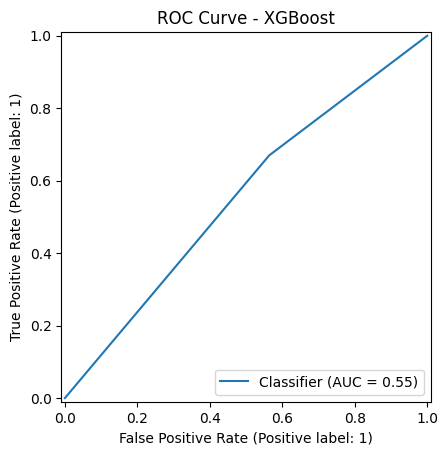 ROC Curve - XGBoost
1.0
0.8
0.6
0.4
0.2
0.0
True Positive Rate (Positive label: 1)
Classifier (AUC = 0.55)
0.0 0.2 0.4 0.6 0.8 1.0
False Positive Rate (Positive label: 1)